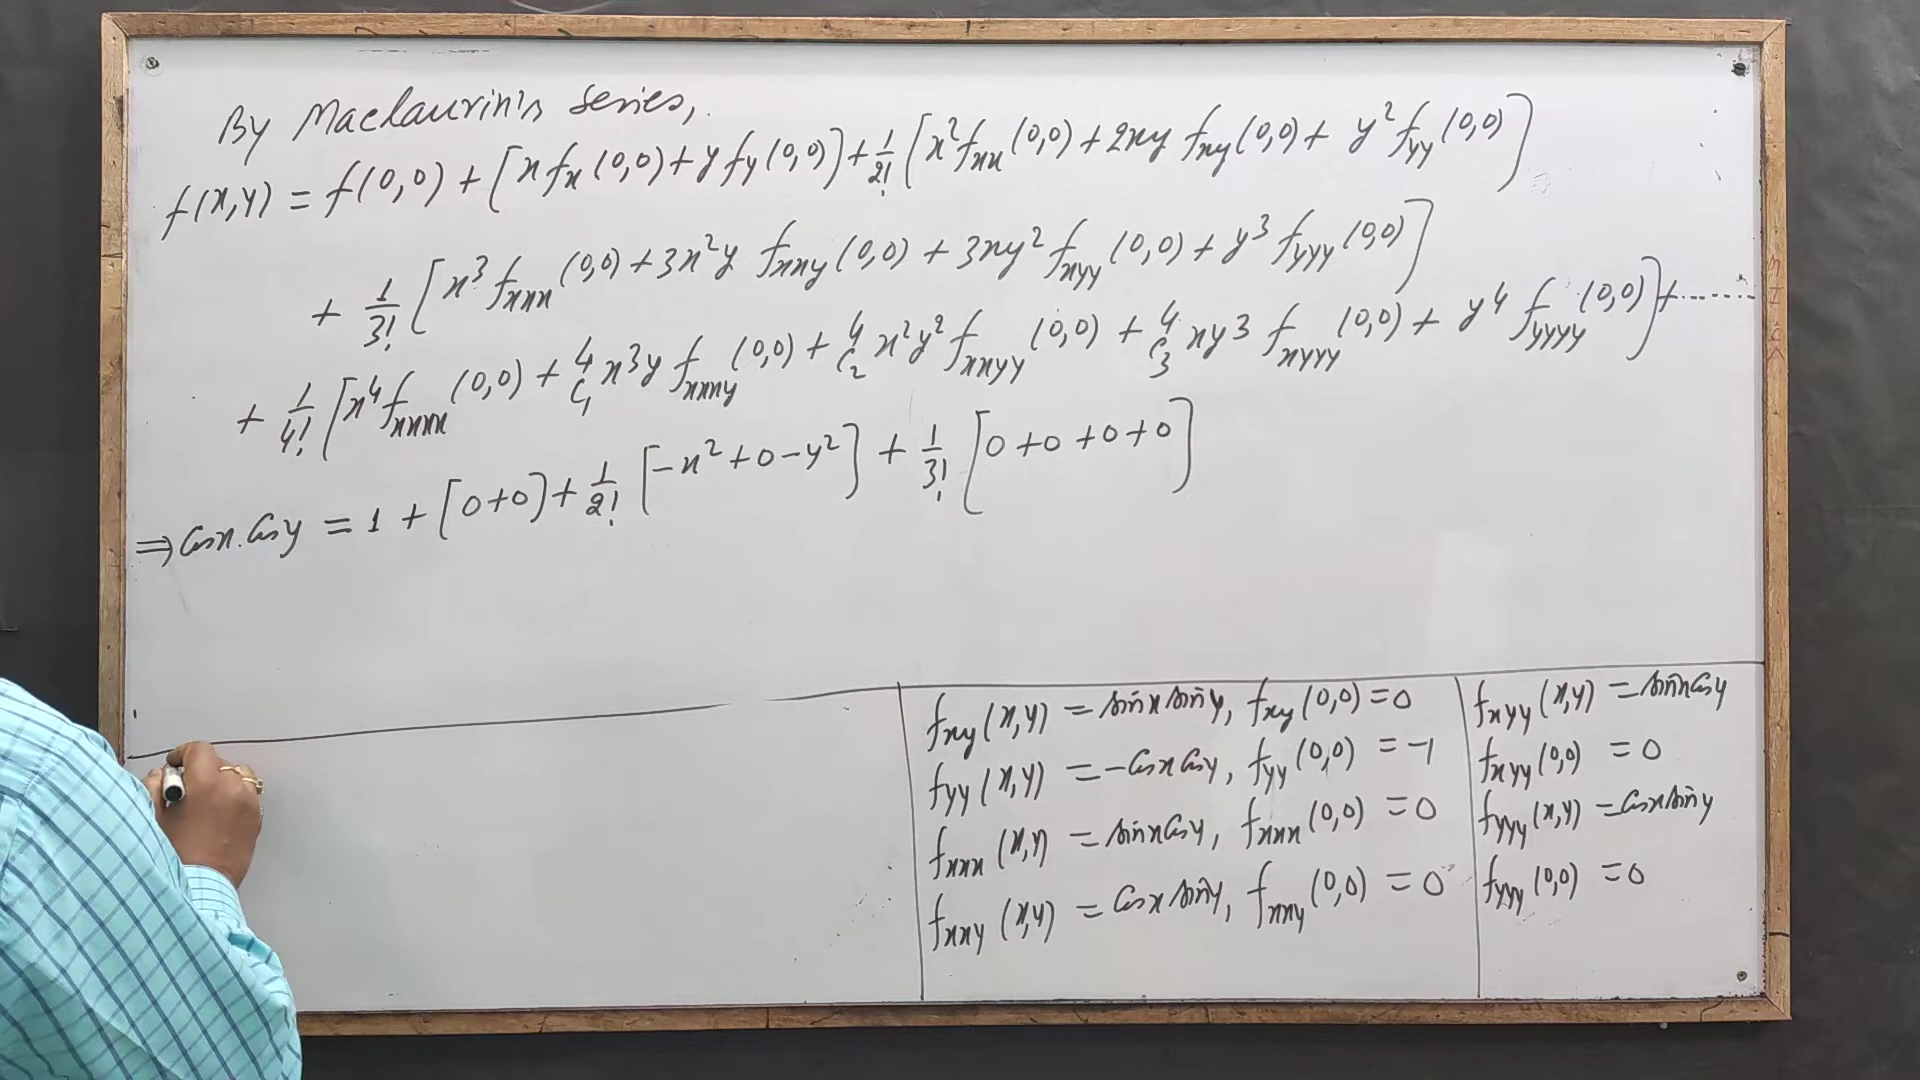 By Maclaurin's Series,
f(x,y) = f(0,0) + [x fx(0,0) + y fy(0,0)] + 1/2! [x² fxx(0,0) + 2xy fxy(0,0) + y² fyy(0,0)]
+ 1/3! [x³ fxxx(0,0) + 3x²y fxxy(0,0) + 3xy² fxyy(0,0) + y³ fyyy(0,0)]
+ 1/4! [x⁴ fxxxx(0,0) + 4C₁ x³y fxxxy(0,0) + 4C₂ x²y² fxxyy(0,0) + 4C₃ xy³ fxyyy(0,0) + y⁴ fyyyy(0,0)] + .......
⇒ Cosx.Cosy = 1 + [0+0] + 1/2! [-x²+0-y²] + 1/3! [0+0+0+0]
fxy(x,y) = sinx siny, fxy(0,0) = 0
fyy(x,y) = -Cosx Cosy, fyy(0,0) = -1
fxxx(x,y) = sinx Cosy, fxxx(0,0) = 0
fxxy(x,y) = Cosx siny, fxxy(0,0) = 0
fxyy(x,y) = sinx Cosy
fxyy(0,0) = 0
fyyy(x,y) = Cosx siny
fyyy(0,0) = 0